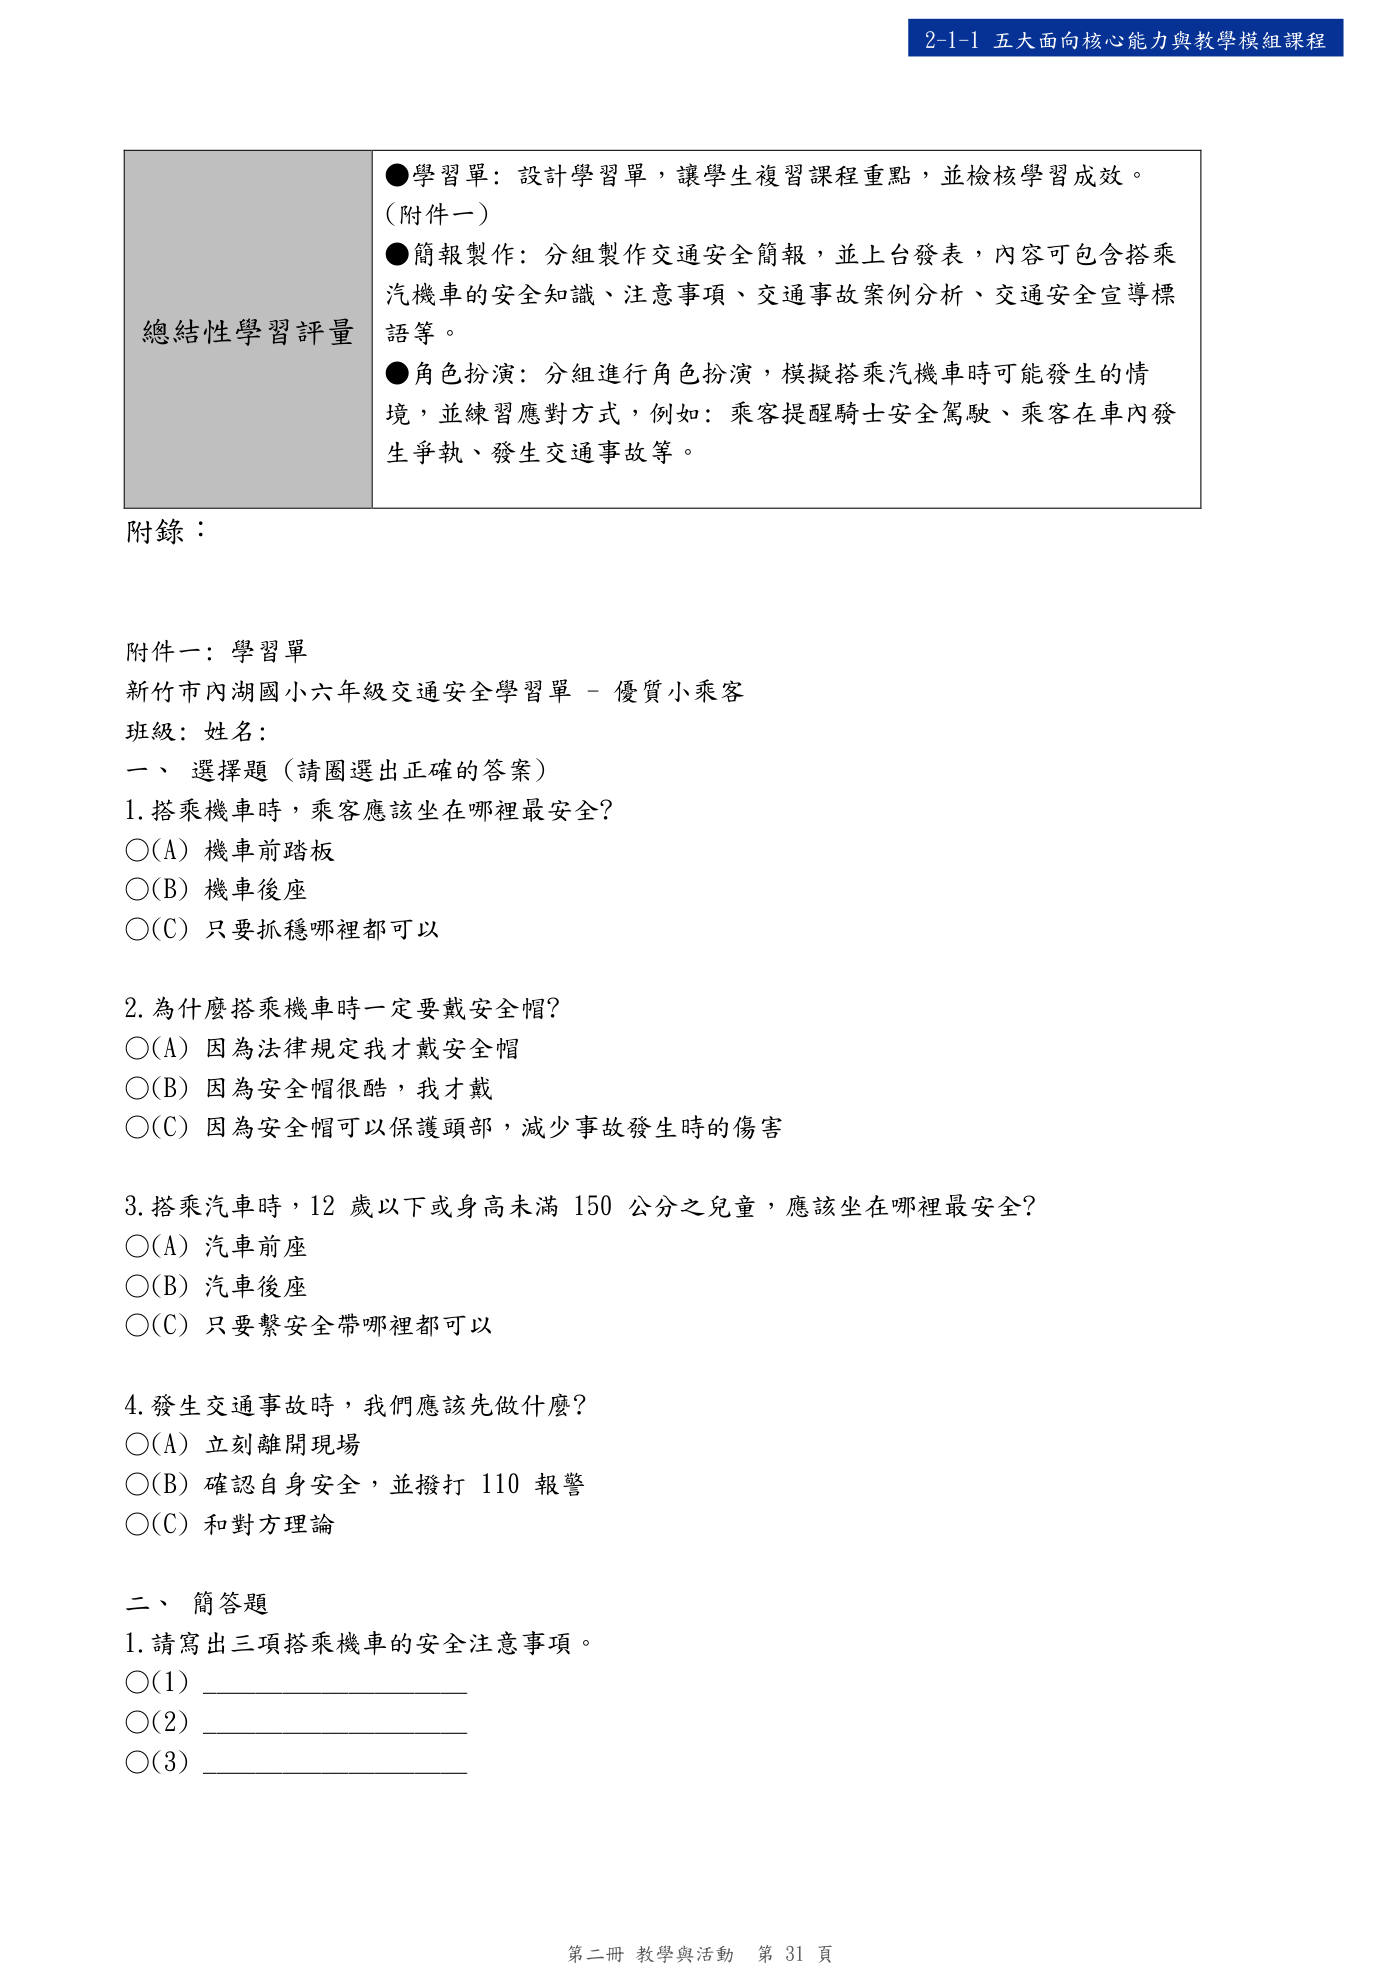 2-1-1 五大面向核心能力與教學模組課程
總結性學習評量
●學習單: 設計學習單，讓學生複習課程重點，並檢核學習成效。
(附件一)
●簡報製作: 分組製作交通安全簡報，並上台發表，內容可包含搭乘
汽機車的安全知識、注意事項、交通事故案例分析、交通安全宣導標
語等。
●角色扮演: 分組進行角色扮演，模擬搭乘汽機車時可能發生的情
境，並練習應對方式，例如: 乘客提醒騎士安全駕駛、乘客在車內發
生爭執、發生交通事故等。
附錄：
附件一: 學習單
新竹市內湖國小六年級交通安全學習單 - 優質小乘客
班級: 姓名:
一、 選擇題 (請圈選出正確的答案)
1.搭乘機車時，乘客應該坐在哪裡最安全?
○(A) 機車前踏板
○(B) 機車後座
○(C) 只要抓穩哪裡都可以
2.為什麼搭乘機車時一定要戴安全帽?
○(A) 因為法律規定我才戴安全帽
○(B) 因為安全帽很酷，我才戴
○(C) 因為安全帽可以保護頭部，減少事故發生時的傷害
3.搭乘汽車時，12 歲以下或身高未滿 150 公分之兒童，應該坐在哪裡最安全?
○(A) 汽車前座
○(B) 汽車後座
○(C) 只要繫安全帶哪裡都可以
4.發生交通事故時，我們應該先做什麼?
○(A) 立刻離開現場
○(B) 確認自身安全，並撥打 110 報警
○(C) 和對方理論
二、 簡答題
1.請寫出三項搭乘機車的安全注意事項。
○(1) ____________________
○(2) ____________________
○(3) ____________________
第二冊 教學與活動 第 31 頁